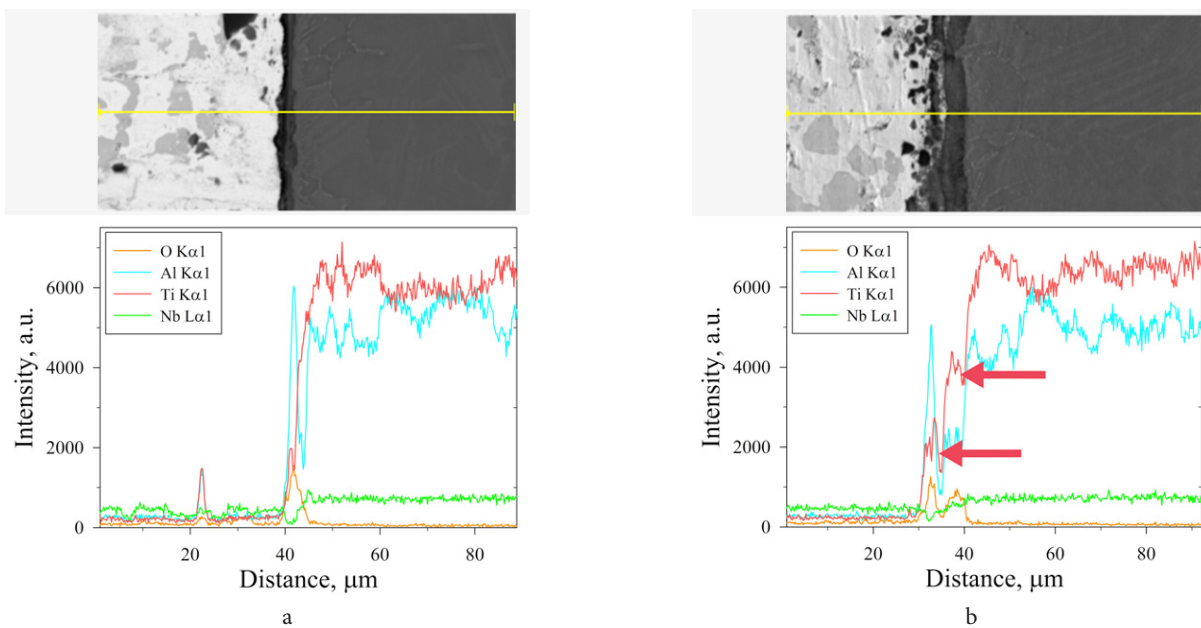 O Kα1
Al Kα1
Ti Kα1
Nb Lα1
6000
4000
2000
0
20
40
60
80
Intensity, a.u.
Distance, μm
a
O Kα1
Al Kα1
Ti Kα1
Nb Lα1
6000
4000
2000
0
20
40
60
80
Intensity, a.u.
Distance, μm
b